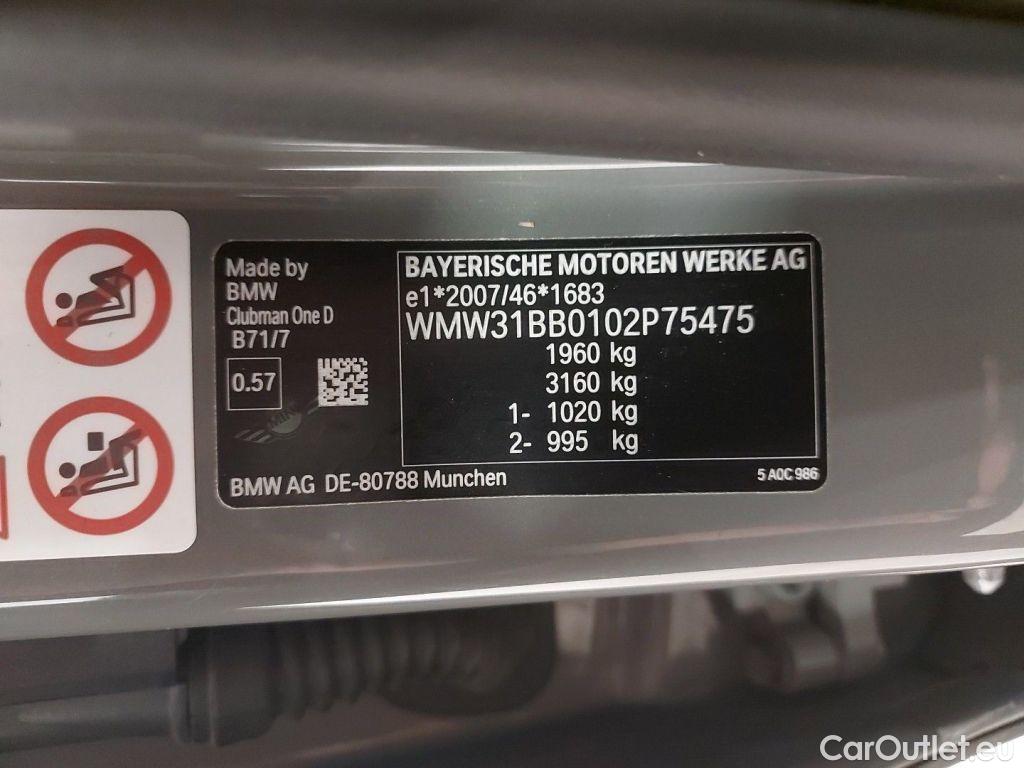 Made by
BMW
Clubman One D
B71/7
0.57
BMW AG DE-80788 Munchen
BAYERISCHE MOTOREN WERKE AG
e1*2007/46*1683
WMW31BB0102P75475
1960 kg
3160 kg
1- 1020 kg
2- 995 kg
5 A0C 986
CarOutlet.eu